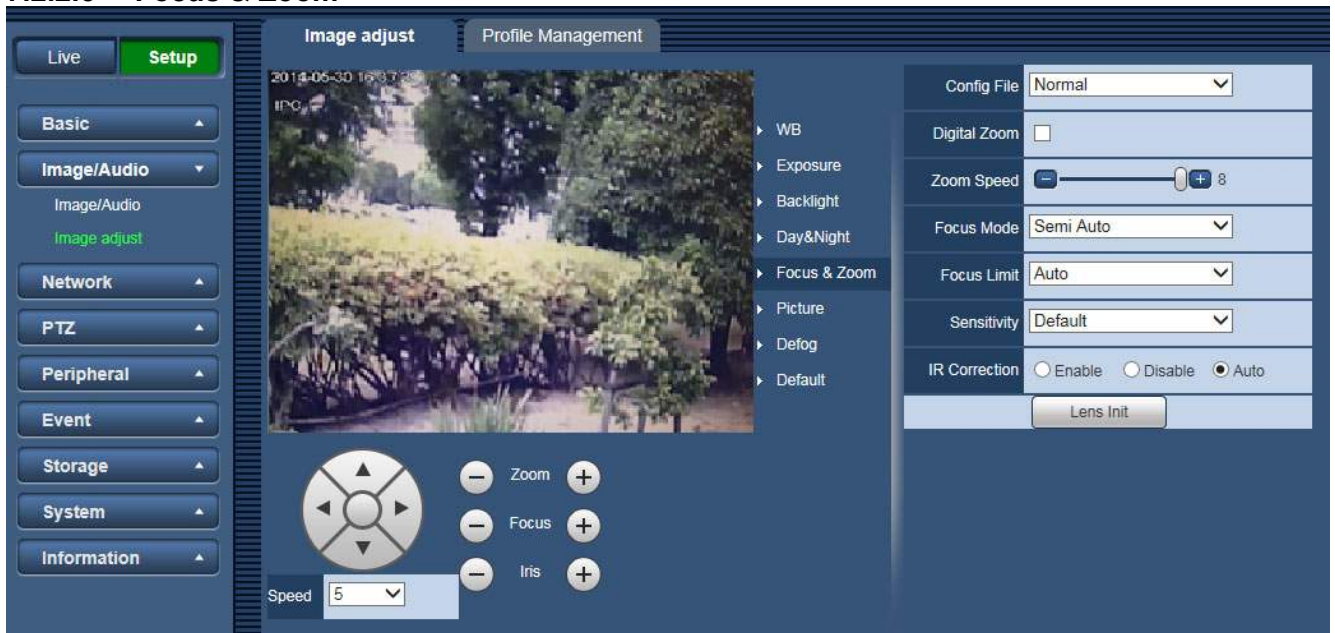 Focus & Zoom
Live
Setup
Basic
Image/Audio
Image/Audio
Image adjust
Network
PTZ
Peripheral
Event
Storage
System
Information
Image adjust
Profile Management
IPC
WB
Exposure
Backlight
Day&Night
Focus & Zoom
Picture
Defog
Default
Zoom
Focus
Iris
Speed 5
Config File Normal
Digital Zoom
Zoom Speed 8
Focus Mode Semi Auto
Focus Limit Auto
Sensitivity Default
IR Correction Enable Disable Auto
Lens Init